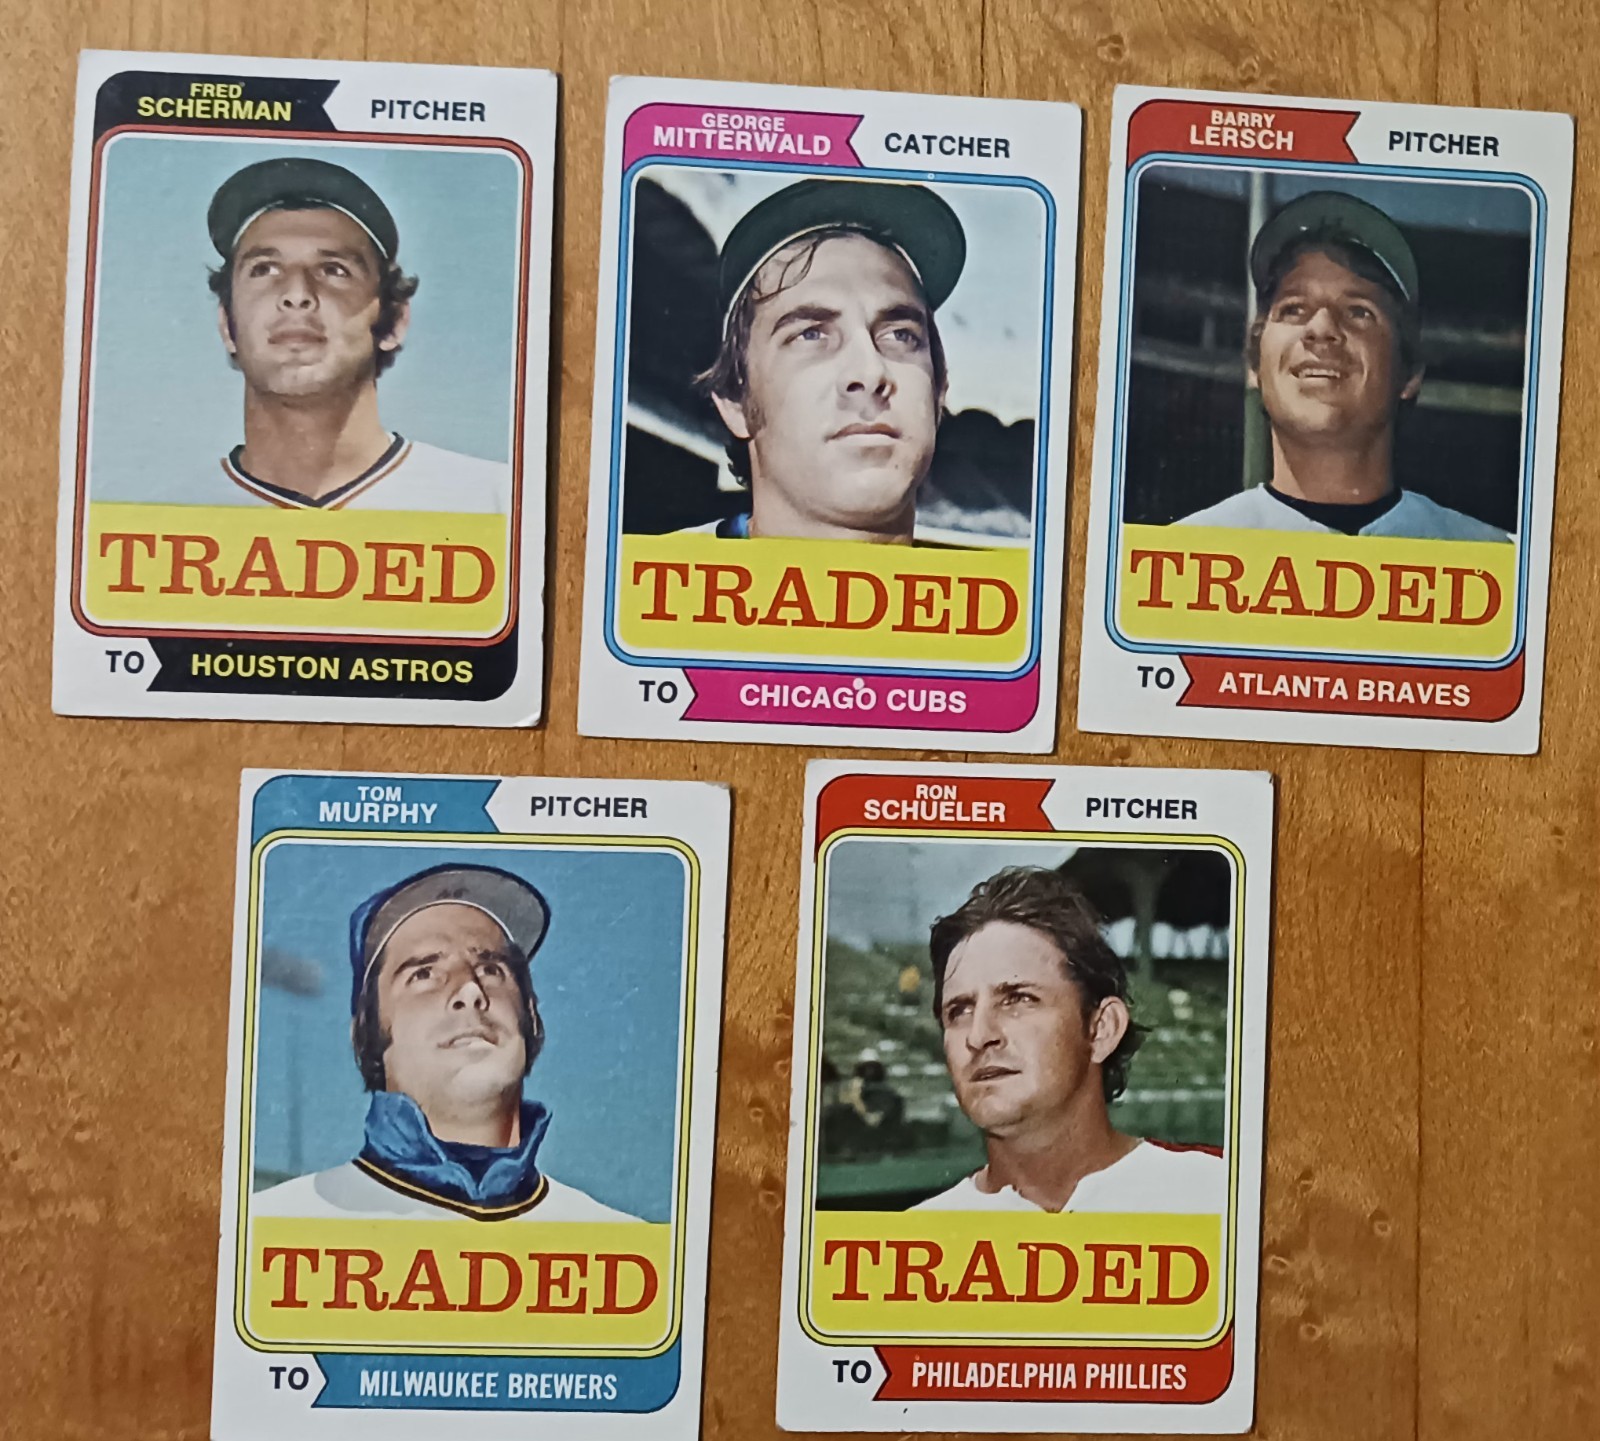 FRED
SCHERMAN
PITCHER
TRADED
TO HOUSTON ASTROS
GEORGE
MITTERWALD
CATCHER
TRADED
TO CHICAGO CUBS
BARRY
LERSCH
PITCHER
TRADED
TO ATLANTA BRAVES
TOM
MURPHY
PITCHER
TRADED
TO MILWAUKEE BREWERS
RON
SCHUELER
PITCHER
TRADED
TO PHILADELPHIA PHILLIES